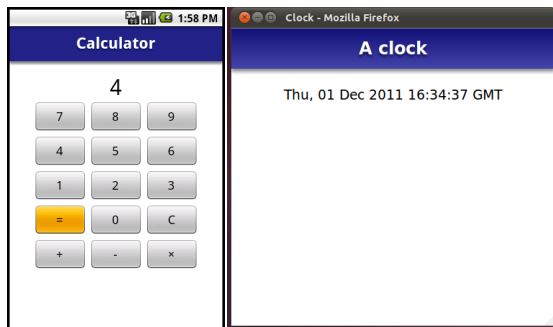 3G 1:58 PM
Calculator
4
7 8 9
4 5 6
1 2 3
= 0 C
+ - ×
Clock - Mozilla Firefox
A clock
Thu, 01 Dec 2011 16:34:37 GMT